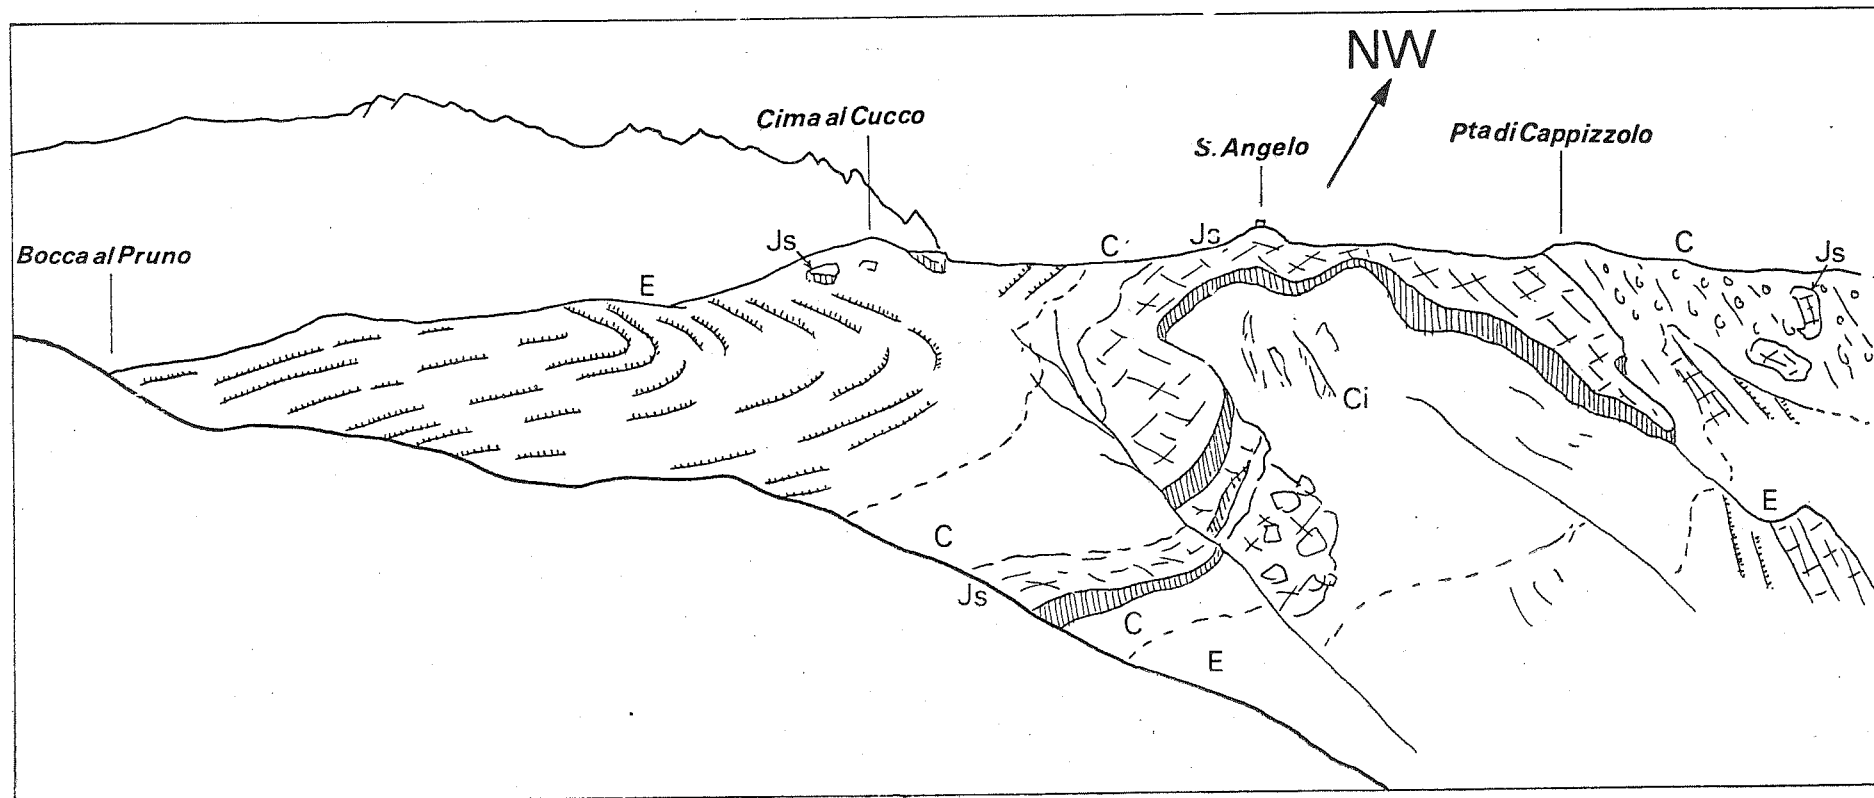 NW
Cima al Cucco
S. Angelo
Pta di Cappizzolo
Bocca al Pruno
Js
E
C
Js
C
Js
Ci
E
C
Js
C
E